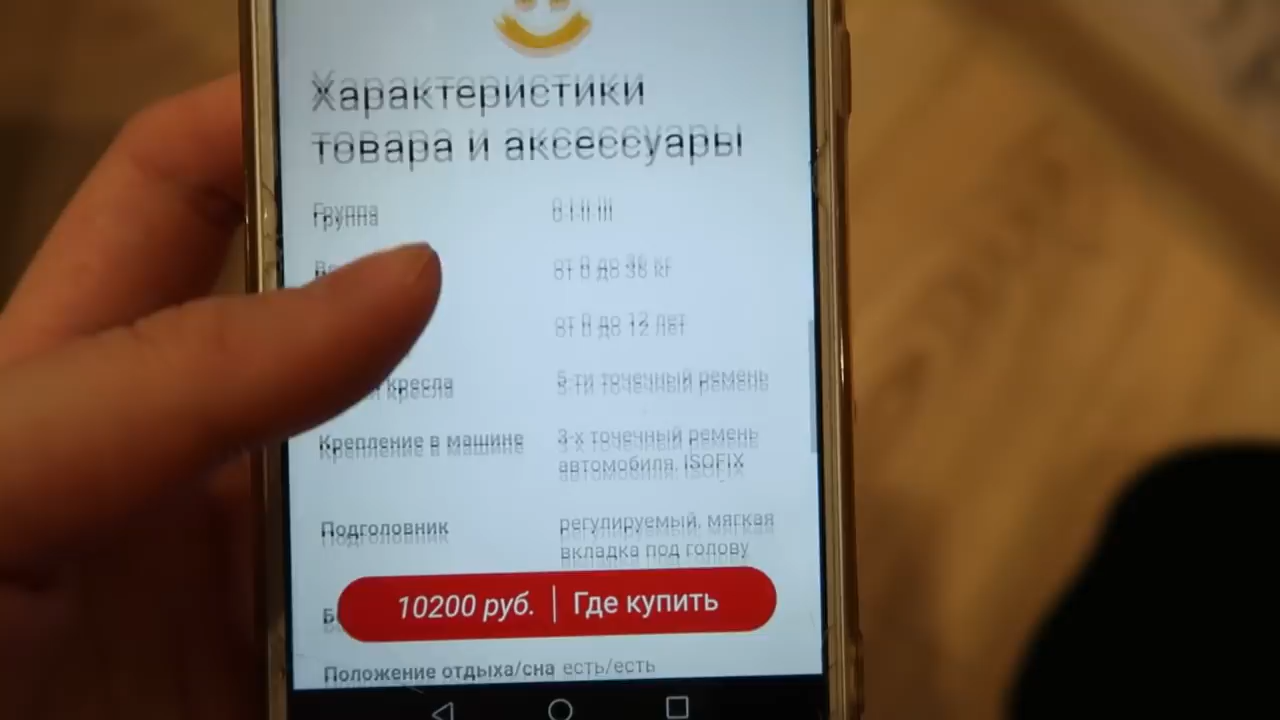 Характеристики
товара и аксессуары
Группа 0 I II III
от 0 до 36 кг
от 0 до 12 лет
кресла 5-ти точечный ремень
Крепление в машине 3-х точечный ремень
автомобиля, ISOFIX
Подголовник регулируемый, мягкая
вкладка под голову
10200 руб. | Где купить
Положение отдыха/сна есть/есть